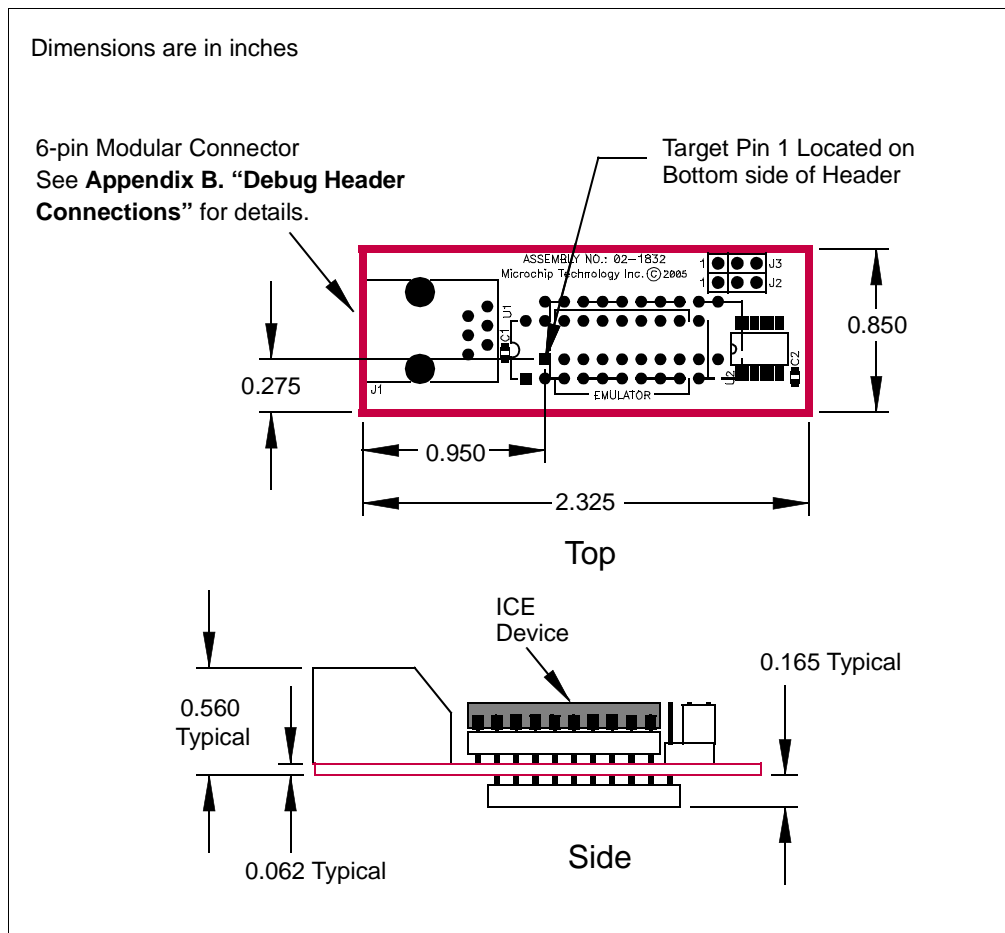 Dimensions are in inches
6-pin Modular Connector
See Appendix B. “Debug Header
Connections” for details.
Target Pin 1 Located on
Bottom side of Header
ASSEMBLY NO.: 02-1832
Microchip Technology Inc. © 2005
1 J3
1 J2
U1
C1
J1
EMULATOR
U2
C2
0.850
0.275
0.950
2.325
Top
ICE
Device
0.165 Typical
0.560
Typical
0.062 Typical
Side